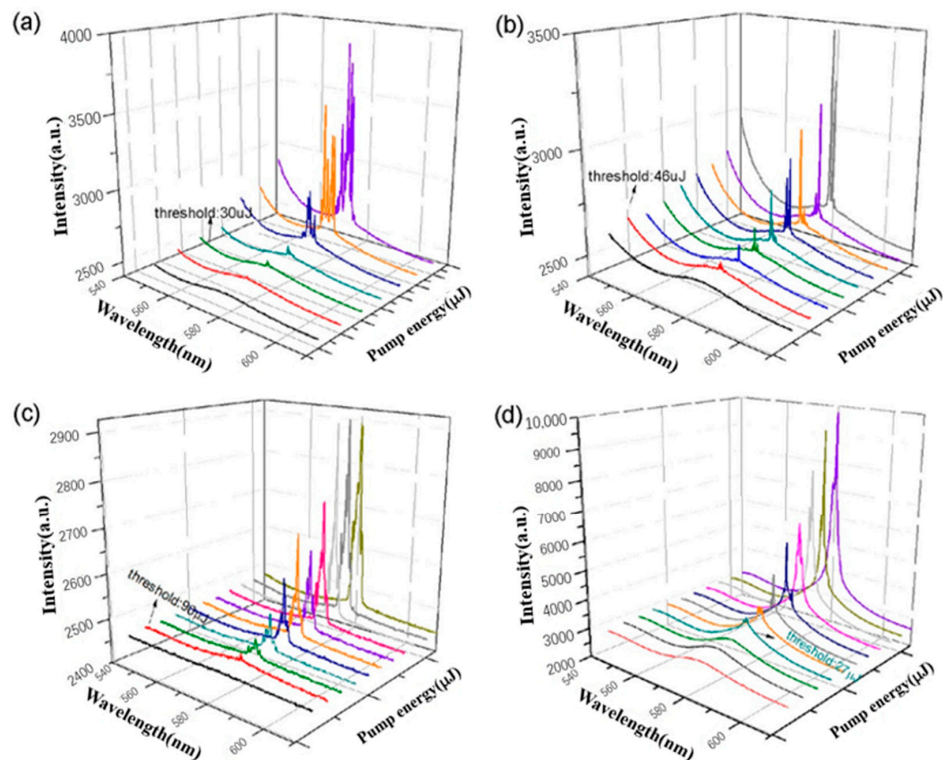 (a)
4000
3500
3000
2500
Intensity(a.u.)
threshold:30uJ
540
560
580
600
Wavelength(nm)
Pump energy(μJ)
(b)
3500
3000
2500
Intensity(a.u.)
threshold:46uJ
540
560
580
600
Wavelength(nm)
Pump energy(μJ)
(c)
2900
2800
2700
2600
2500
2400
Intensity(a.u.)
540
560
580
600
Wavelength(nm)
Pump energy(μJ)
(d)
10,000
9000
8000
7000
6000
5000
4000
3000
2000
Intensity(a.u.)
threshold:27μJ
540
560
580
600
Wavelength(nm)
Pump energy(μJ)